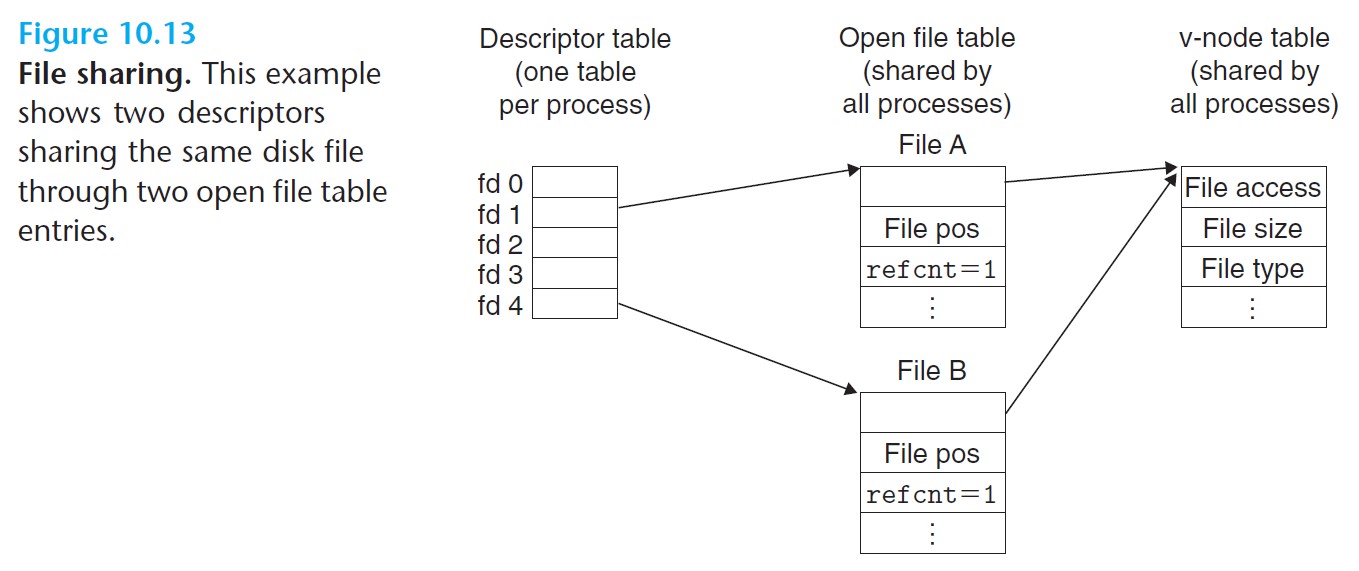 Figure 10.13
File sharing. This example
shows two descriptors
sharing the same disk file
through two open file table
entries.
Descriptor table
(one table
per process)
Open file table
(shared by
all processes)
v-node table
(shared by
all processes)
fd 0
fd 1
fd 2
fd 3
fd 4
File A
File pos
refcnt=1
⋮
File B
File pos
refcnt=1
⋮
File access
File size
File type
⋮